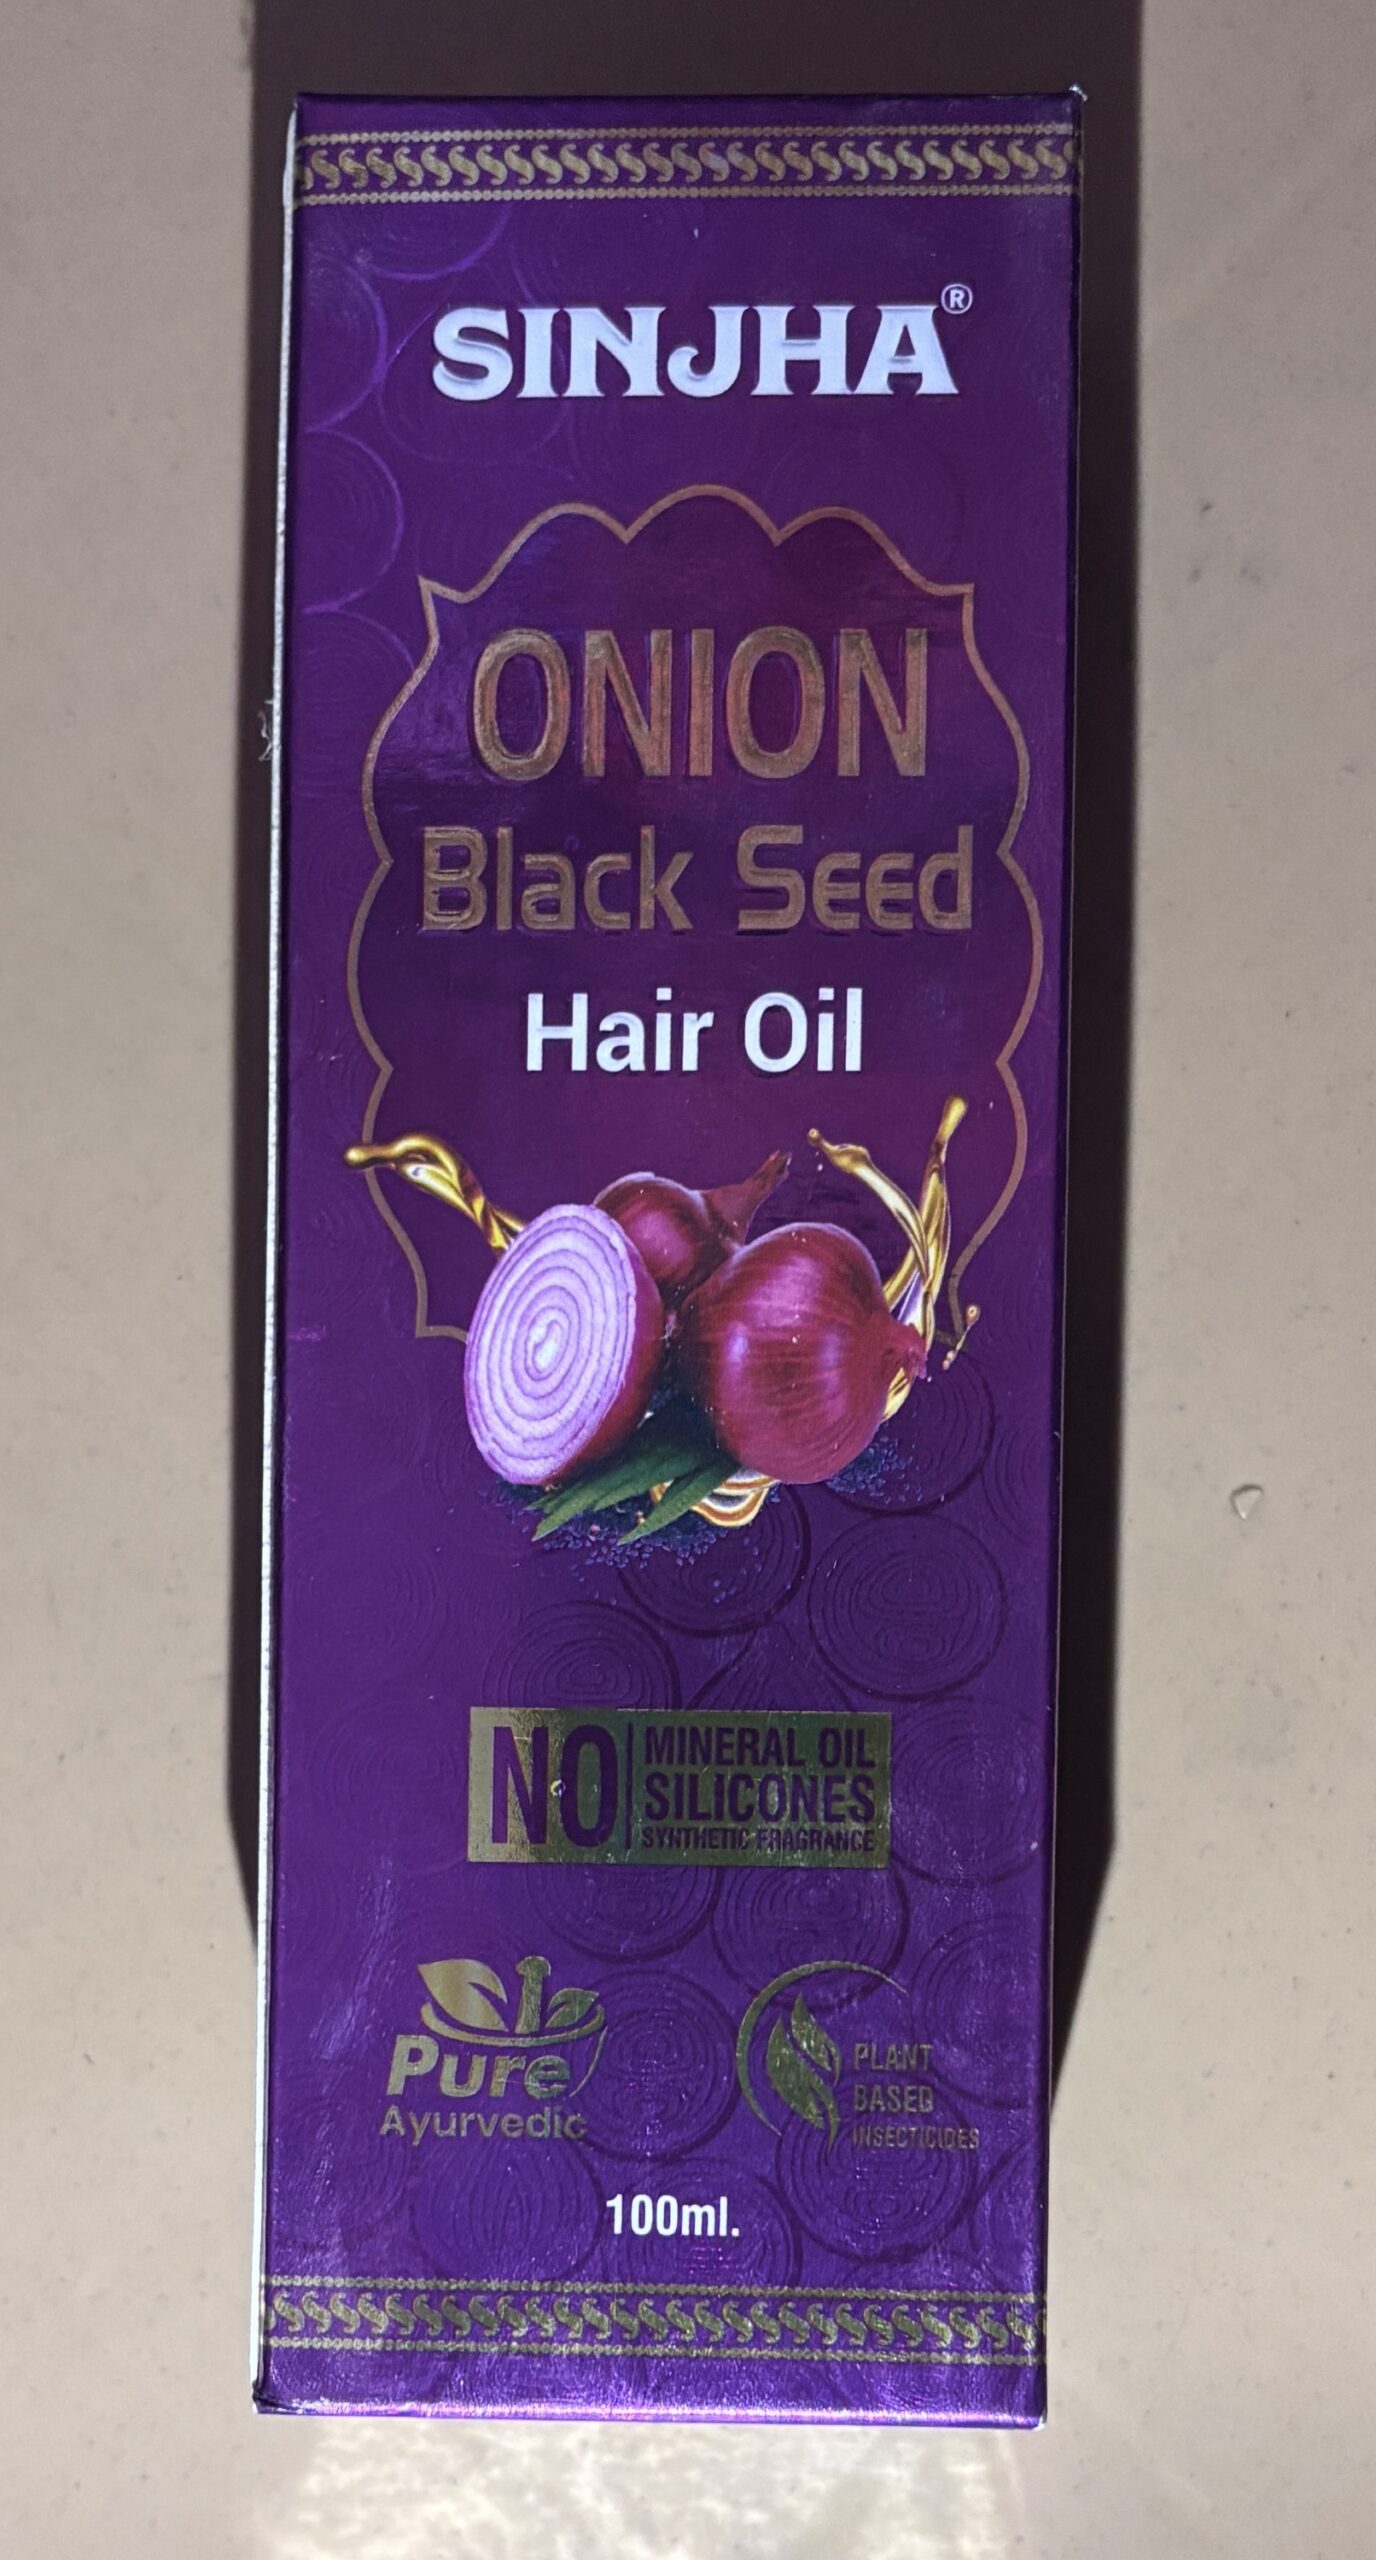 SINJHA®
ONION
Black Seed
Hair Oil
NO
MINERAL OIL
SILICONES
SYNTHETIC FRAGRANCE
Pure
Ayurvedic
PLANT
BASED
INSECTICIDES
100ml.